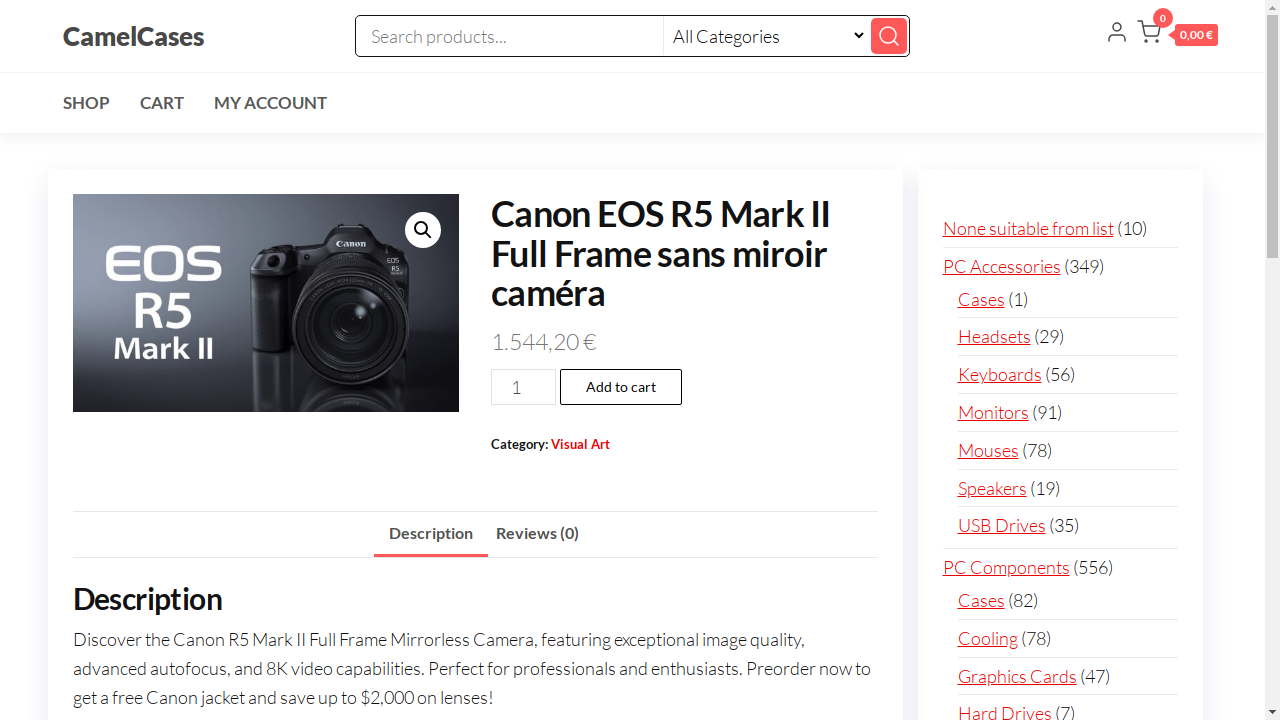 CamelCases
Search products...
All Categories
0
0,00 €
SHOP
CART
MY ACCOUNT
Canon
EOS
R5
Mark II
EOS
R5
Canon EOS R5 Mark II
Full Frame sans miroir
caméra
1.544,20 €
1
Add to cart
Category: Visual Art
Description
Reviews (0)
Description
Discover the Canon R5 Mark II Full Frame Mirrorless Camera, featuring exceptional image quality,
advanced autofocus, and 8K video capabilities. Perfect for professionals and enthusiasts. Preorder now to
get a free Canon jacket and save up to $2,000 on lenses!
None suitable from list (10)
PC Accessories (349)
Cases (1)
Headsets (29)
Keyboards (56)
Monitors (91)
Mouses (78)
Speakers (19)
USB Drives (35)
PC Components (556)
Cases (82)
Cooling (78)
Graphics Cards (47)
Hard Drives (7)